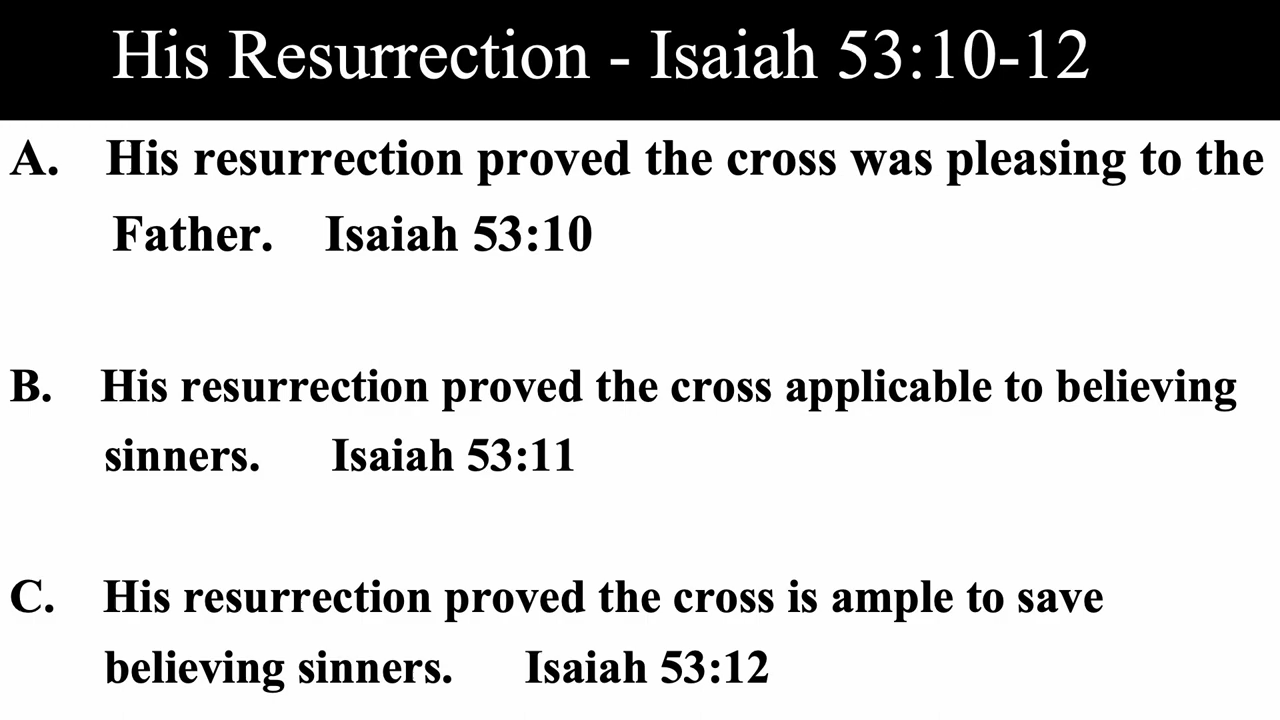 His Resurrection - Isaiah 53:10-12
A. His resurrection proved the cross was pleasing to the
Father. Isaiah 53:10
B. His resurrection proved the cross applicable to believing
sinners. Isaiah 53:11
C. His resurrection proved the cross is ample to save
believing sinners. Isaiah 53:12